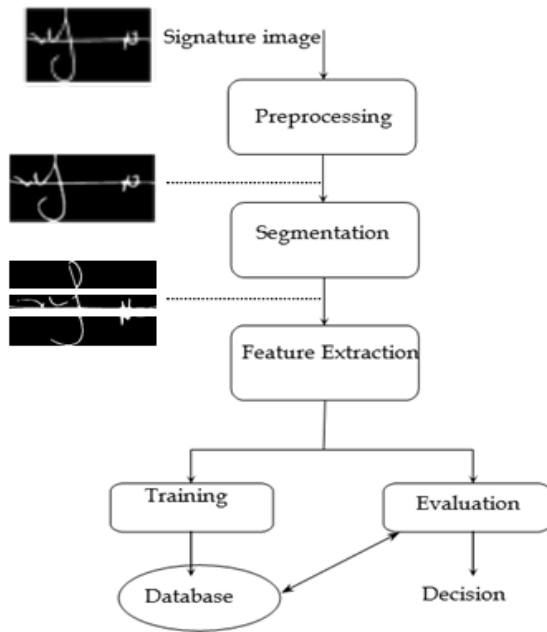 Signature image
Preprocessing
Segmentation
Feature Extraction
Training
Evaluation
Database
Decision